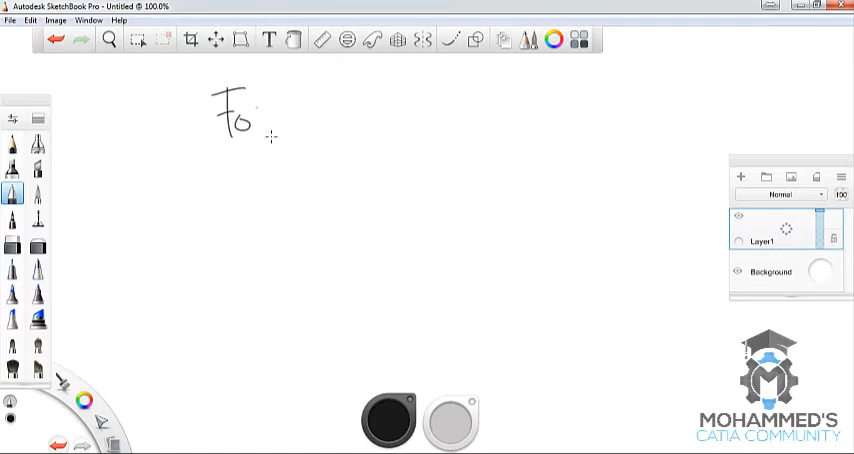 Autodesk SketchBook Pro - Untitled @ 100.0%
File Edit Image Window Help
T
Fo
Normal 100
Layer1
Background
M
MOHAMMED'S
CATIA COMMUNITY